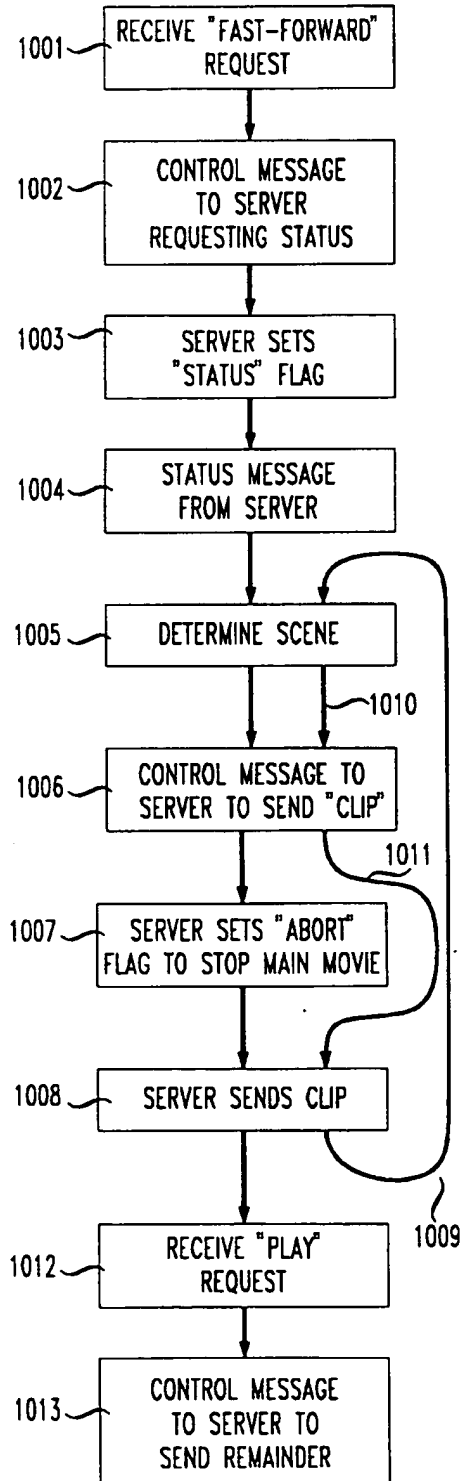 1001
RECEIVE "FAST-FORWARD"
REQUEST
1002
CONTROL MESSAGE
TO SERVER
REQUESTING STATUS
1003
SERVER SETS
"STATUS" FLAG
1004
STATUS MESSAGE
FROM SERVER
1005
DETERMINE SCENE
1010
1006
CONTROL MESSAGE TO
SERVER TO SEND "CLIP"
1011
1007
SERVER SETS "ABORT"
FLAG TO STOP MAIN MOVIE
1008
SERVER SENDS CLIP
1009
1012
RECEIVE "PLAY"
REQUEST
1013
CONTROL MESSAGE
TO SERVER TO
SEND REMAINDER